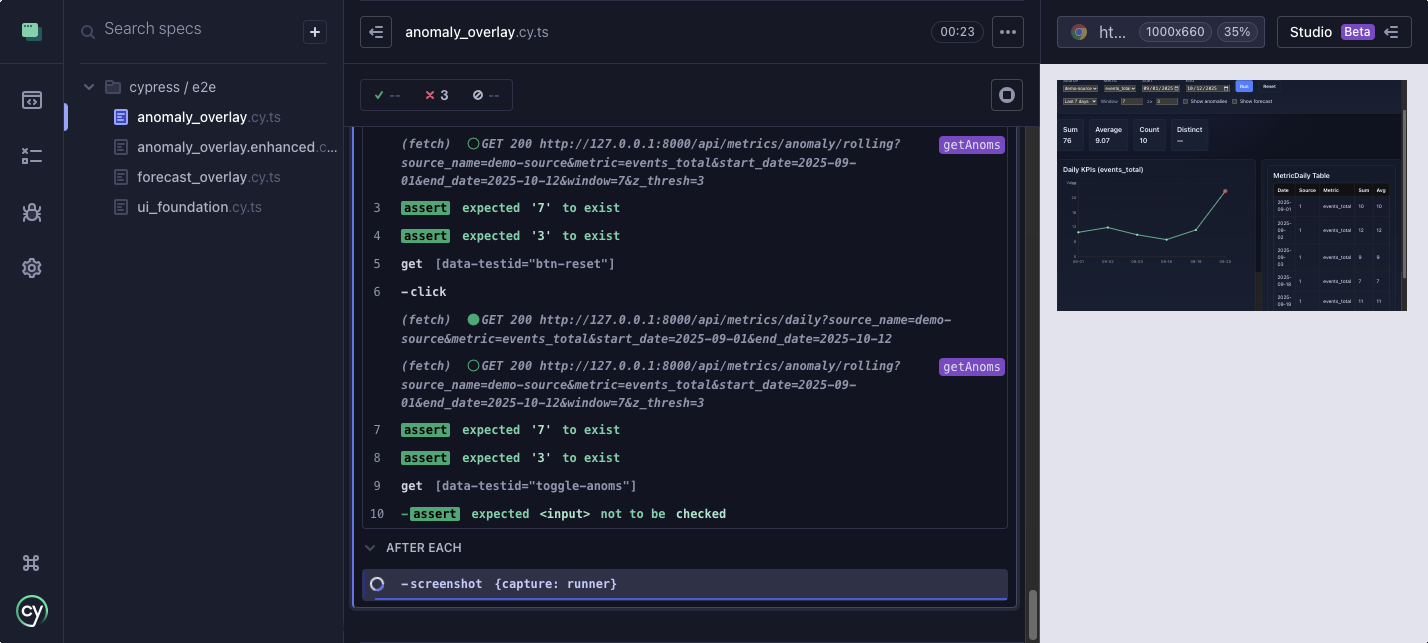 Search specs
+
cypress / e2e
anomaly_overlay.cy.ts
anomaly_overlay.enhanced.c...
forecast_overlay.cy.ts
ui_foundation.cy.ts
cy
anomaly_overlay.cy.ts
00:23
--
3
--
(fetch) GET 200 http://127.0.0.1:8000/api/metrics/anomaly/rolling?
source_name=demo-source&metric=events_total&start_date=2025-09-
01&end_date=2025-10-12&window=7&z_thresh=3
getAnoms
3 assert expected '7' to exist
4 assert expected '3' to exist
5 get [data-testid="btn-reset"]
6 -click
(fetch) GET 200 http://127.0.0.1:8000/api/metrics/daily?source_name=demo-
source&metric=events_total&start_date=2025-09-01&end_date=2025-10-12
(fetch) GET 200 http://127.0.0.1:8000/api/metrics/anomaly/rolling?
source_name=demo-source&metric=events_total&start_date=2025-09-
01&end_date=2025-10-12&window=7&z_thresh=3
getAnoms
7 assert expected '7' to exist
8 assert expected '3' to exist
9 get [data-testid="toggle-anoms"]
10 -assert expected <input> not to be checked
AFTER EACH
-screenshot {capture: runner}
ht...
1000x660
35%
Studio Beta
demo-source events_total 09/01/2025 10/12/2025 Run Reset
Last 7 days Window 7 3 Show anomalies Show forecast
Sum
76
Average
9.07
Count
10
Distinct
—
Daily KPIs (events_total)
MetricDaily Table
Date Source Metric Sum Avg
2025-09-01 1 events_total 10 10
2025-09-02 1 events_total 12 12
2025-09-03 1 events_total 9 9
2025-09-18 1 events_total 7 7
2025-09-19 1 events_total 11 11